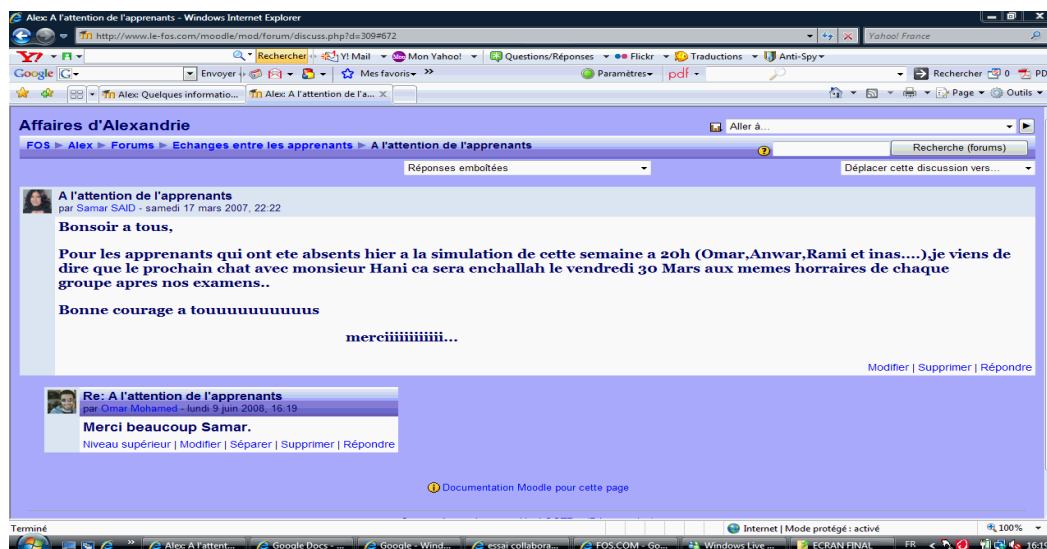 Alex: A l'attention de l'apprenants - Windows Internet Explorer
http://www.le-fos.com/moodle/mod/forum/discuss.php?d=309#672
Yahoo! France
Y7
Rechercher
Y! Mail
Mon Yahoo!
Questions/Réponses
Flickr
Traductions
Anti-Spy
Google
G
Envoyer
Mes favoris
Paramètres
pdf
Rechercher
0
PD
Alex: Quelques informatio...
Alex: A l'attention de l'a...
Page
Outils
Affaires d'Alexandrie
Aller à...
FOS ► Alex ► Forums ► Echanges entre les apprenants ► A l'attention de l'apprenants
Recherche (forums)
Réponses emboîtées
Déplacer cette discussion vers...
A l'attention de l'apprenants
par Samar SAID - samedi 17 mars 2007, 22:22
Bonsoir a tous,
Pour les apprenants qui ont ete absents hier a la simulation de cette semaine a 20h (Omar,Anwar,Rami et inas....),je viens de
dire que le prochain chat avec monsieur Hani ca sera enchallah le vendredi 30 Mars aux memes horraires de chaque
groupe apres nos examens..
Bonne courage a touuuuuuuuuus
merciiiiiiiiiiii...
Modifier | Supprimer | Répondre
Re: A l'attention de l'apprenants
par Omar Mohamed - lundi 9 juin 2008, 16:19
Merci beaucoup Samar.
Niveau supérieur | Modifier | Séparer | Supprimer | Répondre
Documentation Moodle pour cette page
Terminé
Internet | Mode protégé : activé
100%
Alex: A l'attent...
Google Docs - ...
Google - Wind...
essai collabora...
FOS.COM - Go...
Windows Live ...
ECRAN FINAL
FR
16:19